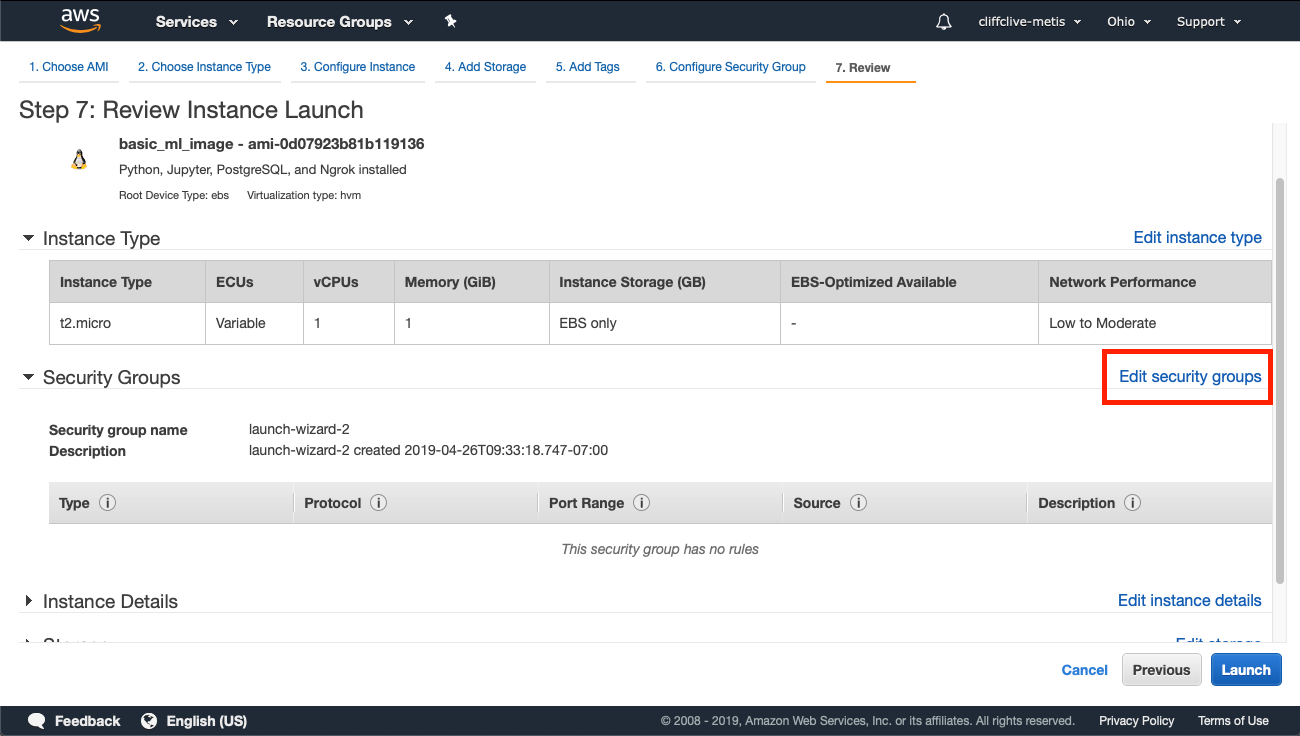 aws Services Resource Groups cliffclive-metis Ohio Support
1. Choose AMI 2. Choose Instance Type 3. Configure Instance 4. Add Storage 5. Add Tags 6. Configure Security Group 7. Review
Step 7: Review Instance Launch
basic_ml_image - ami-0d07923b81b119136
Python, Jupyter, PostgreSQL, and Ngrok installed
Root Device Type: ebs Virtualization type: hvm
Instance Type Edit instance type
Instance Type ECUs vCPUs Memory (GiB) Instance Storage (GB) EBS-Optimized Available Network Performance
t2.micro Variable 1 1 EBS only - Low to Moderate
Security Groups Edit security groups
Security group name launch-wizard-2
Description launch-wizard-2 created 2019-04-26T09:33:18.747-07:00
Type i Protocol i Port Range i Source i Description i
This security group has no rules
Instance Details Edit instance details
Storage Edit storage
Cancel Previous Launch
Feedback English (US) © 2008 - 2019, Amazon Web Services, Inc. or its affiliates. All rights reserved. Privacy Policy Terms of Use